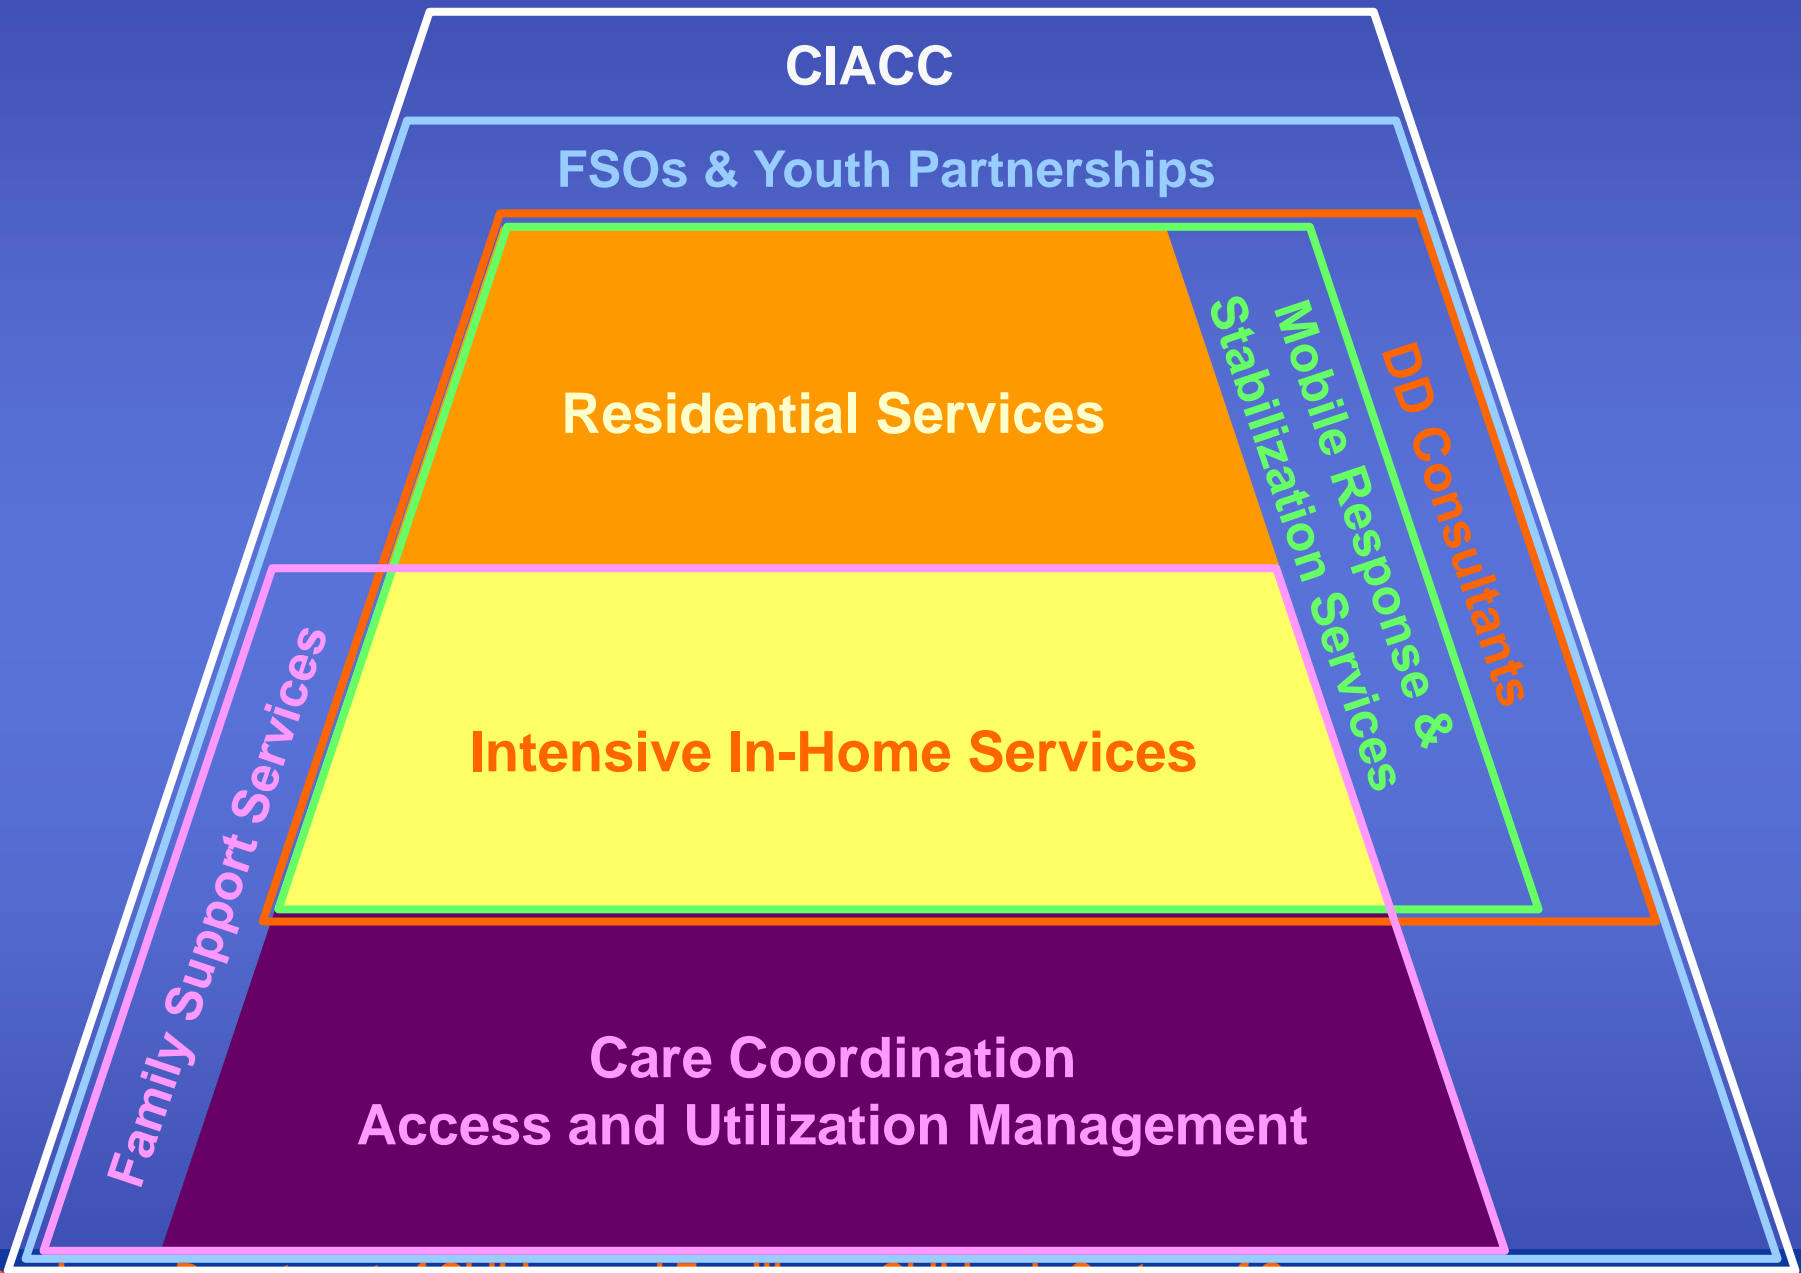 CIACC
FSOs & Youth Partnerships
Residential Services
Mobile Response &
Stabilization Services
DD Consultants
Intensive In-Home Services
Family Support Services
Care Coordination
Access and Utilization Management